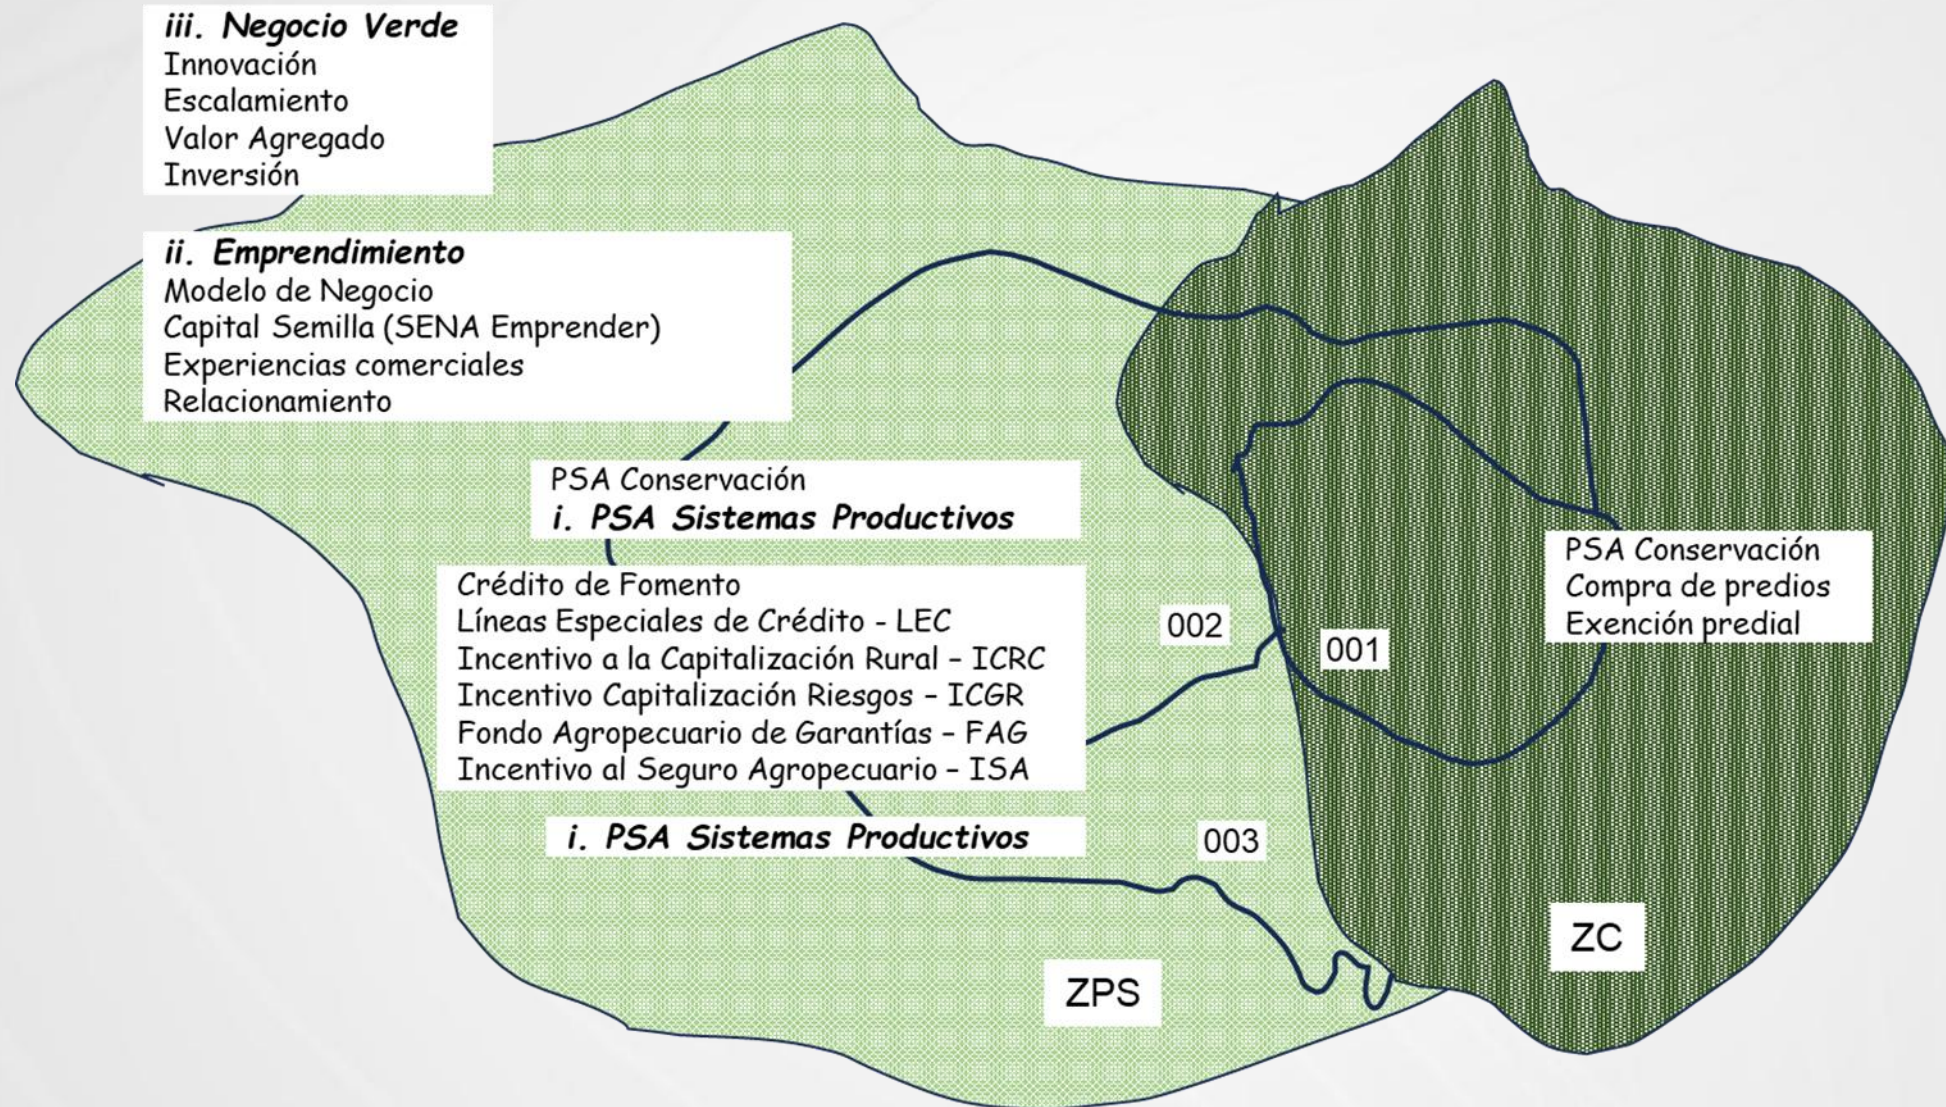 iii. Negocio Verde
Innovación
Escalamiento
Valor Agregado
Inversión
ii. Emprendimiento
Modelo de Negocio
Capital Semilla (SENA Emprender)
Experiencias comerciales
Relacionamiento
PSA Conservación
i. PSA Sistemas Productivos
Crédito de Fomento
Líneas Especiales de Crédito - LEC
Incentivo a la Capitalización Rural – ICRC
Incentivo Capitalización Riesgos – ICGR
Fondo Agropecuario de Garantías – FAG
Incentivo al Seguro Agropecuario – ISA
i. PSA Sistemas Productivos
002
001
003
PSA Conservación
Compra de predios
Exención predial
ZPS
ZC